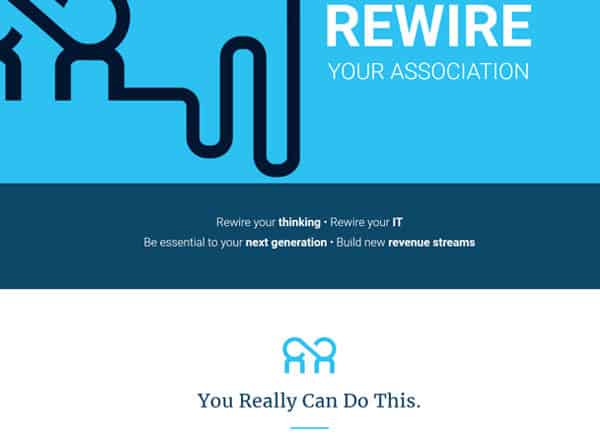 REWIRE
YOUR ASSOCIATION
Rewire your thinking • Rewire your IT
Be essential to your next generation • Build new revenue streams
You Really Can Do This.